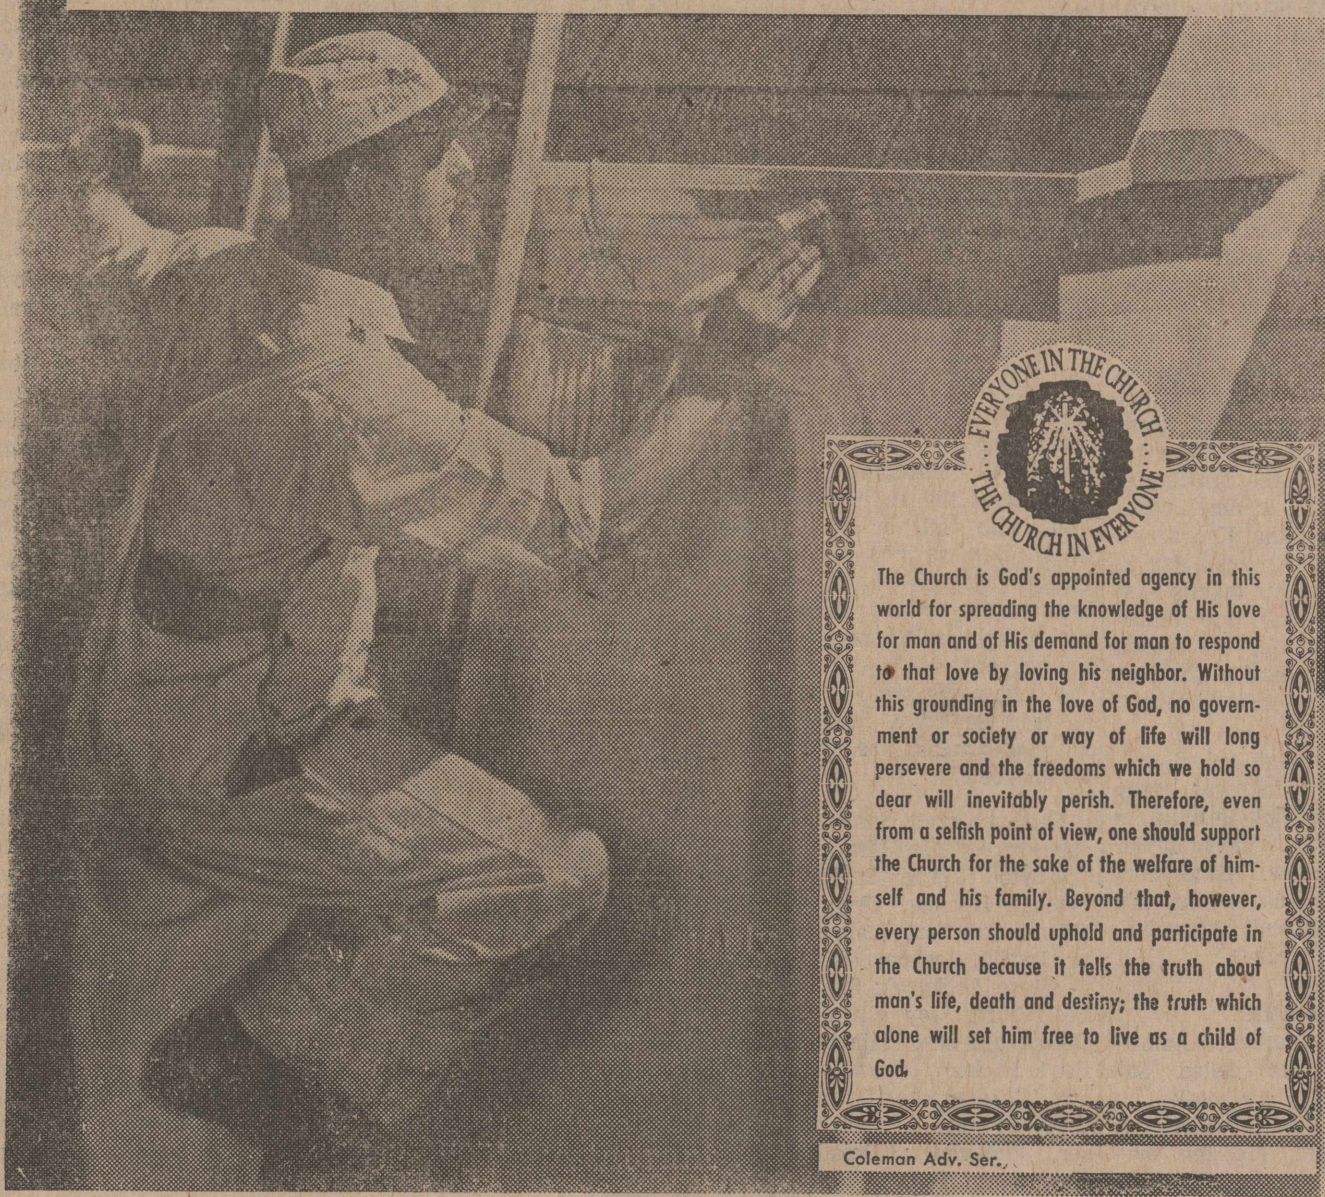 EVERYONE IN THE CHURCH
THE CHURCH IN EVERYONE
The Church is God's appointed agency in this
world for spreading the knowledge of His love
for man and of His demand for man to respond
to that love by loving his neighbor. Without
this grounding in the love of God, no govern-
ment or society or way of life will long
persevere and the freedoms which we hold so
dear will inevitably perish. Therefore, even
from a selfish point of view, one should support
the Church for the sake of the welfare of him-
self and his family. Beyond that, however,
every person should uphold and participate in
the Church because it tells the truth about
man's life, death and destiny; the truth which
alone will set him free to live as a child of
God.
Coleman Adv. Ser.